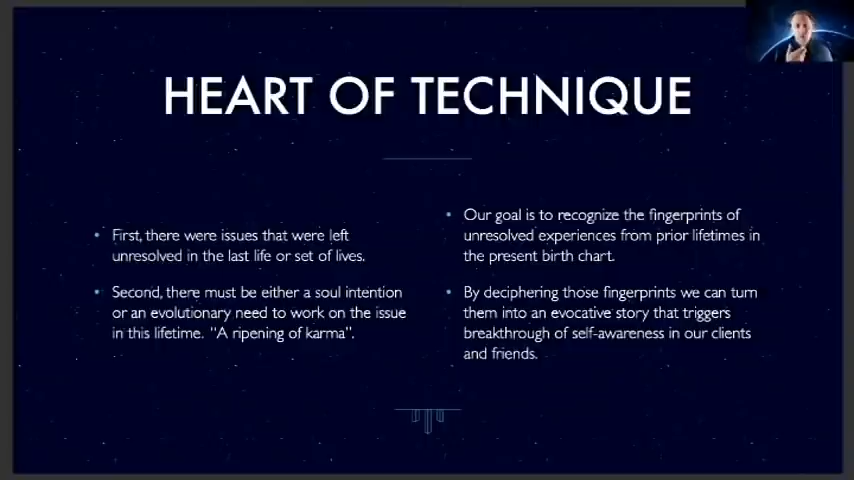 HEART OF TECHNIQUE
• First, there were issues that were left
unresolved in the last life or set of lives.
• Second, there must be either a soul intention
or an evolutionary need to work on the issue
in this lifetime. "A ripening of karma".
• Our goal is to recognize the fingerprints of
unresolved experiences from prior lifetimes in
the present birth chart.
• By deciphering those fingerprints we can turn
them into an evocative story that triggers
breakthrough of self-awareness in our clients
and friends.